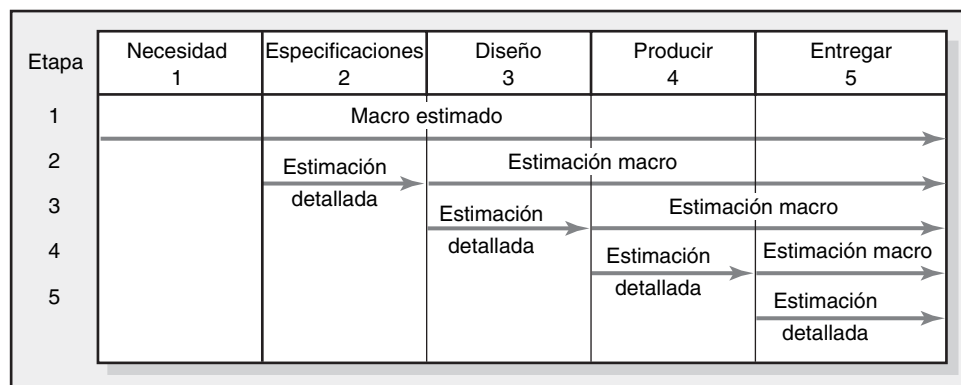 Etapa
Necesidad
1
Especificaciones
2
Diseño
3
Producir
4
Entregar
5
1
Macro estimado
2
Estimación
detallada
Estimación macro
3
Estimación
detallada
Estimación macro
4
Estimación
detallada
Estimación macro
5
Estimación
detallada